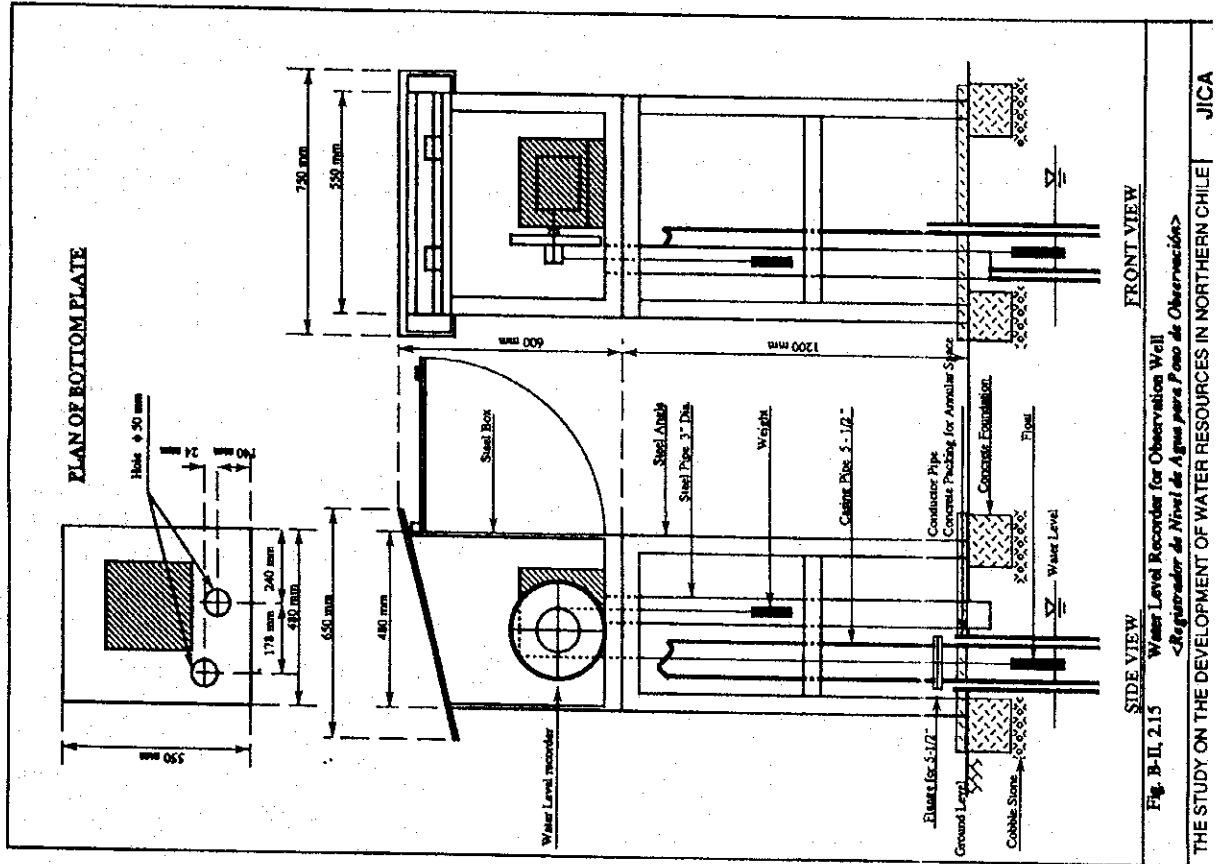 PLAN OF BOTTOM PLATE
Hole ϕ 50 mm
24 mm
140 mm
550 mm
178 mm
240 mm
480 mm
650 mm
480 mm
750 mm
550 mm
600 mm
1200 mm
Steel Box
Water Level recorder
Steel Angle
Steel Pipe 3" Dia.
Weight
Casing Pipe 5 - 1/2"
Conductor Pipe
Concrete Packing for Annular Space
Concrete Foundation
Float
Flange for 5-1/2"
Ground Level
Cobble Stone
Water Level
SIDE VIEW
FRONT VIEW
Fig. B-II, 2.15 Water Level Recorder for Observation Well
<Registrador de Nivel de Agua para Pozo de Observación>
THE STUDY ON THE DEVELOPMENT OF WATER RESOURCES IN NORTHERN CHILE
JICA